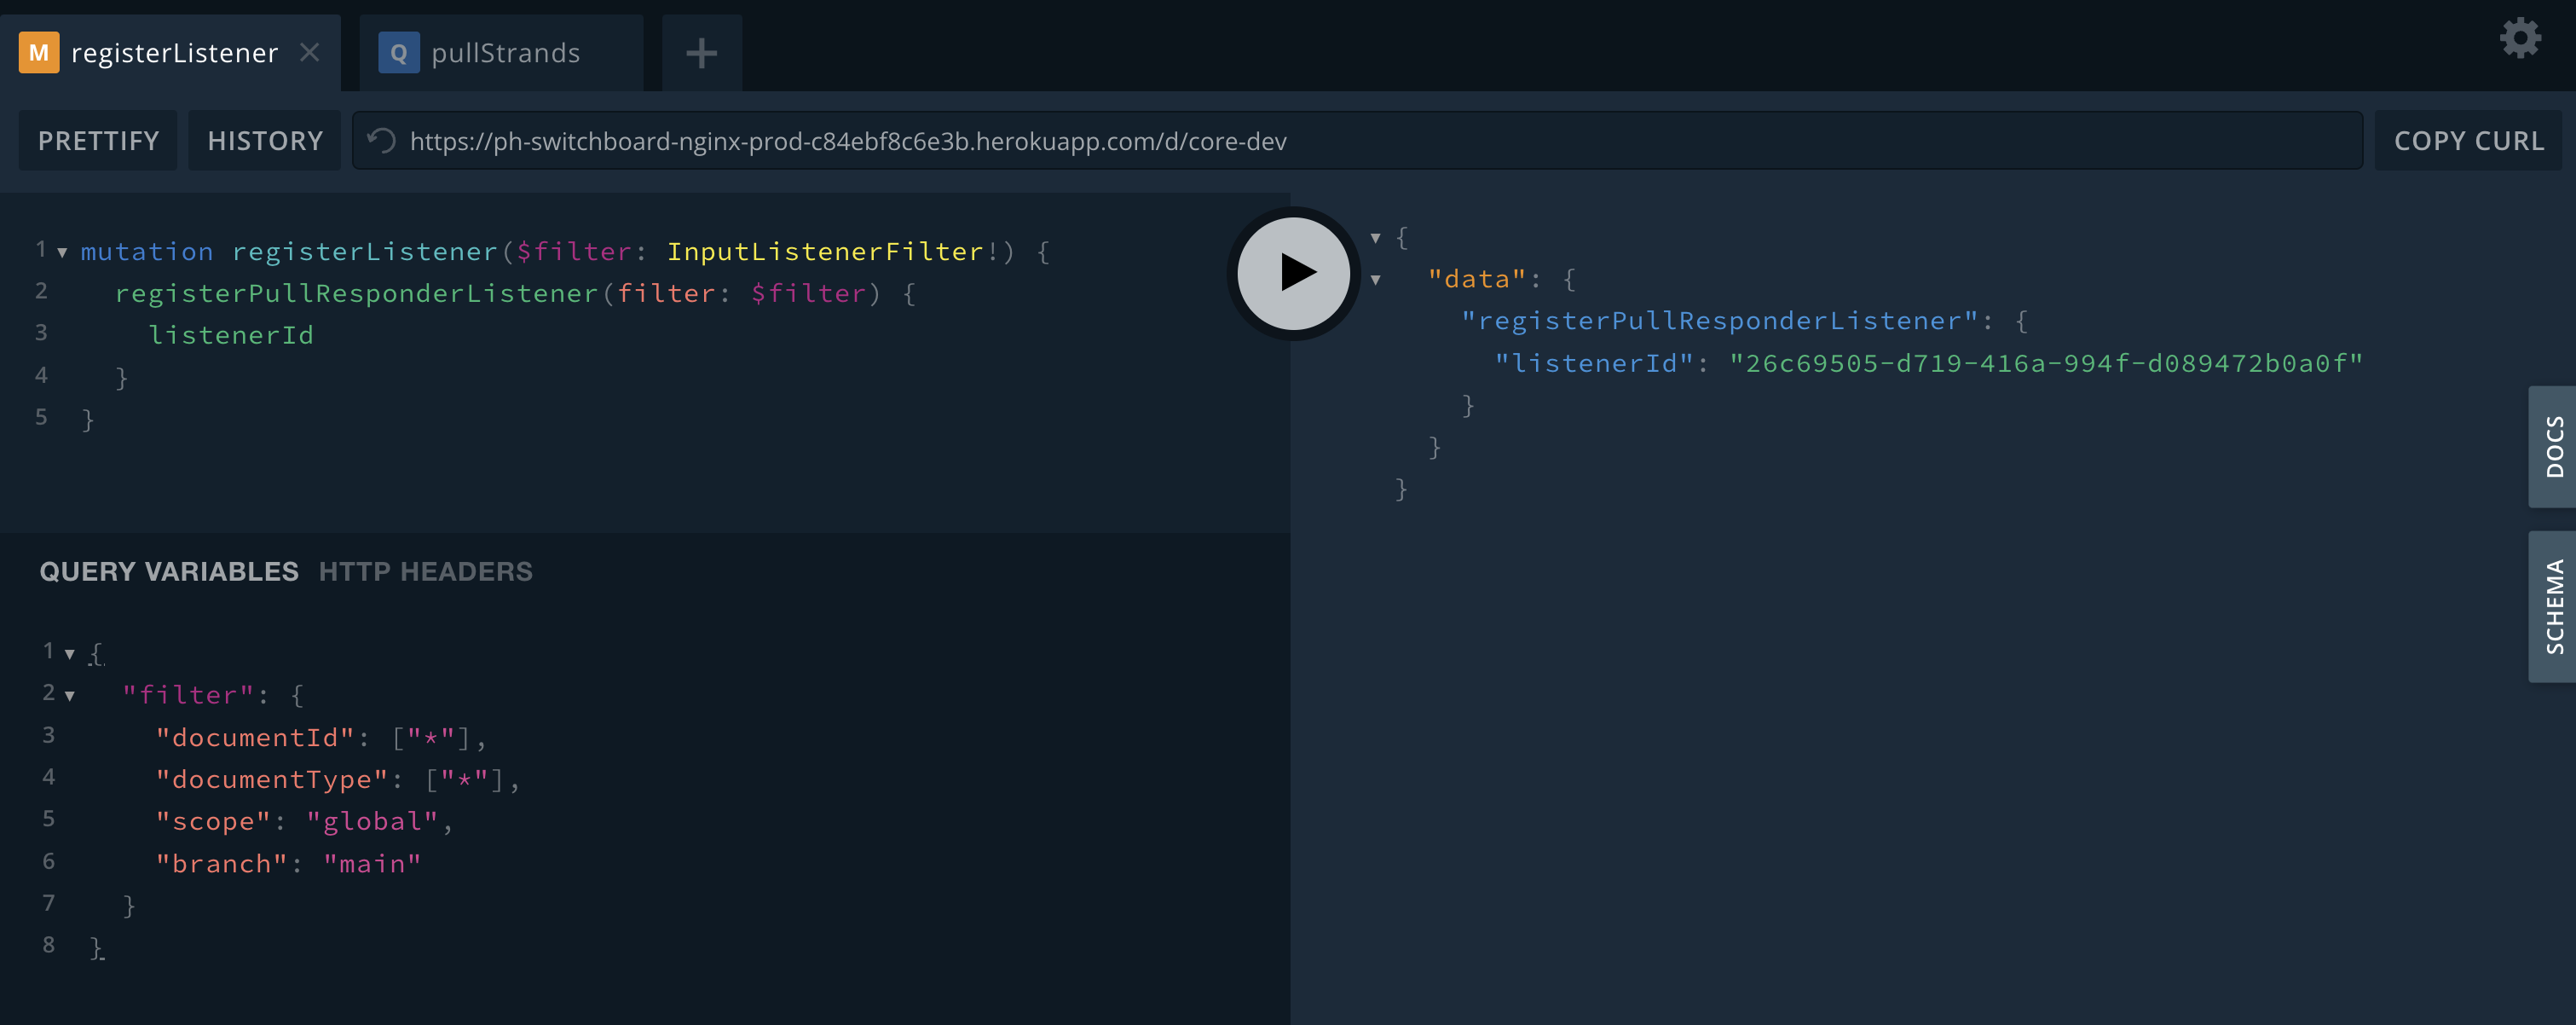 M registerListener
Q pullStrands
PRETTIFY HISTORY https://ph-switchboard-nginx-prod-c84ebf8c6e3b.herokuapp.com/d/core-dev COPY CURL
1 mutation registerListener($filter: InputListenerFilter!) {
2 registerPullResponderListener(filter: $filter) {
3 listenerId
4 }
5 }
QUERY VARIABLES HTTP HEADERS
1 {
2 "filter": {
3 "documentId": ["*"],
4 "documentType": ["*"],
5 "scope": "global",
6 "branch": "main"
7 }
8 }
{
"data": {
"registerPullResponderListener": {
"listenerId": "26c69505-d719-416a-994f-d089472b0a0f"
}
}
}
DOCS
SCHEMA